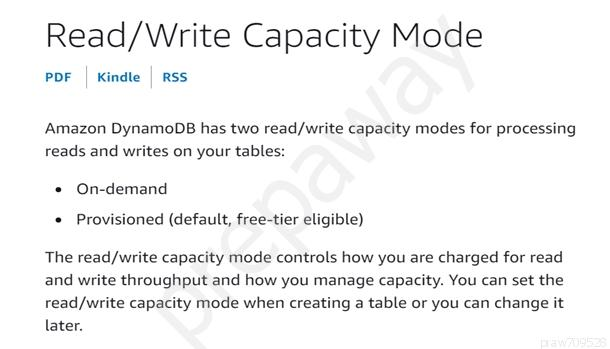 Read/Write Capacity Mode
PDF | Kindle | RSS
Amazon DynamoDB has two read/write capacity modes for processing
reads and writes on your tables:
• On-demand
• Provisioned (default, free-tier eligible)
The read/write capacity mode controls how you are charged for read
and write throughput and how you manage capacity. You can set the
read/write capacity mode when creating a table or you can change it
later.
prepaway
praw709528